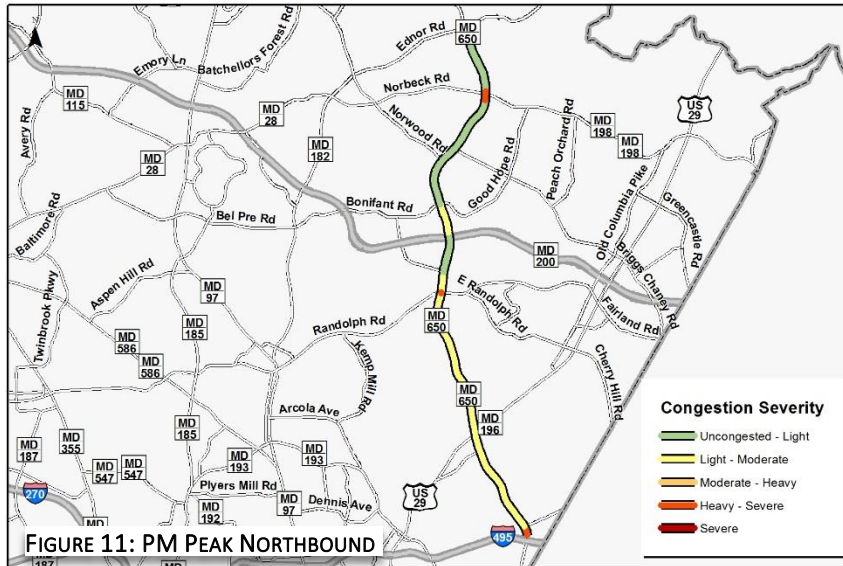 Ednor Rd
MD
650
Emory Ln
Batchellors Forest Rd
MD
115
Norbeck Rd
MD
28
Avery Rd
Norwood Rd
MD
198
MD
198
US
29
MD
28
MD
182
Good Hope Rd
Peach Orchard Rd
Old Columbia Pike
Baltimore Rd
Bel Pre Rd
Bonifant Rd
Greencastle Rd
MD
200
Briggs Chaney Rd
Twinbrook Pkwy
Aspen Hill Rd
MD
97
E Randolph Rd
Fairland Rd
MD
586
MD
586
MD
185
Randolph Rd
MD
650
Kemp Mill Rd
Cherry Hill Rd
MD
650
MD
196
Arcola Ave
MD
187
MD
355
MD
185
MD
547
MD
547
MD
193
MD
193
Plyers Mill Rd
270
MD
192
MD
97
Dennis Ave
US
29
MD
187
495
FIGURE 11: PM PEAK NORTHBOUND
Congestion Severity
Uncongested - Light
Light - Moderate
Moderate - Heavy
Heavy - Severe
Severe